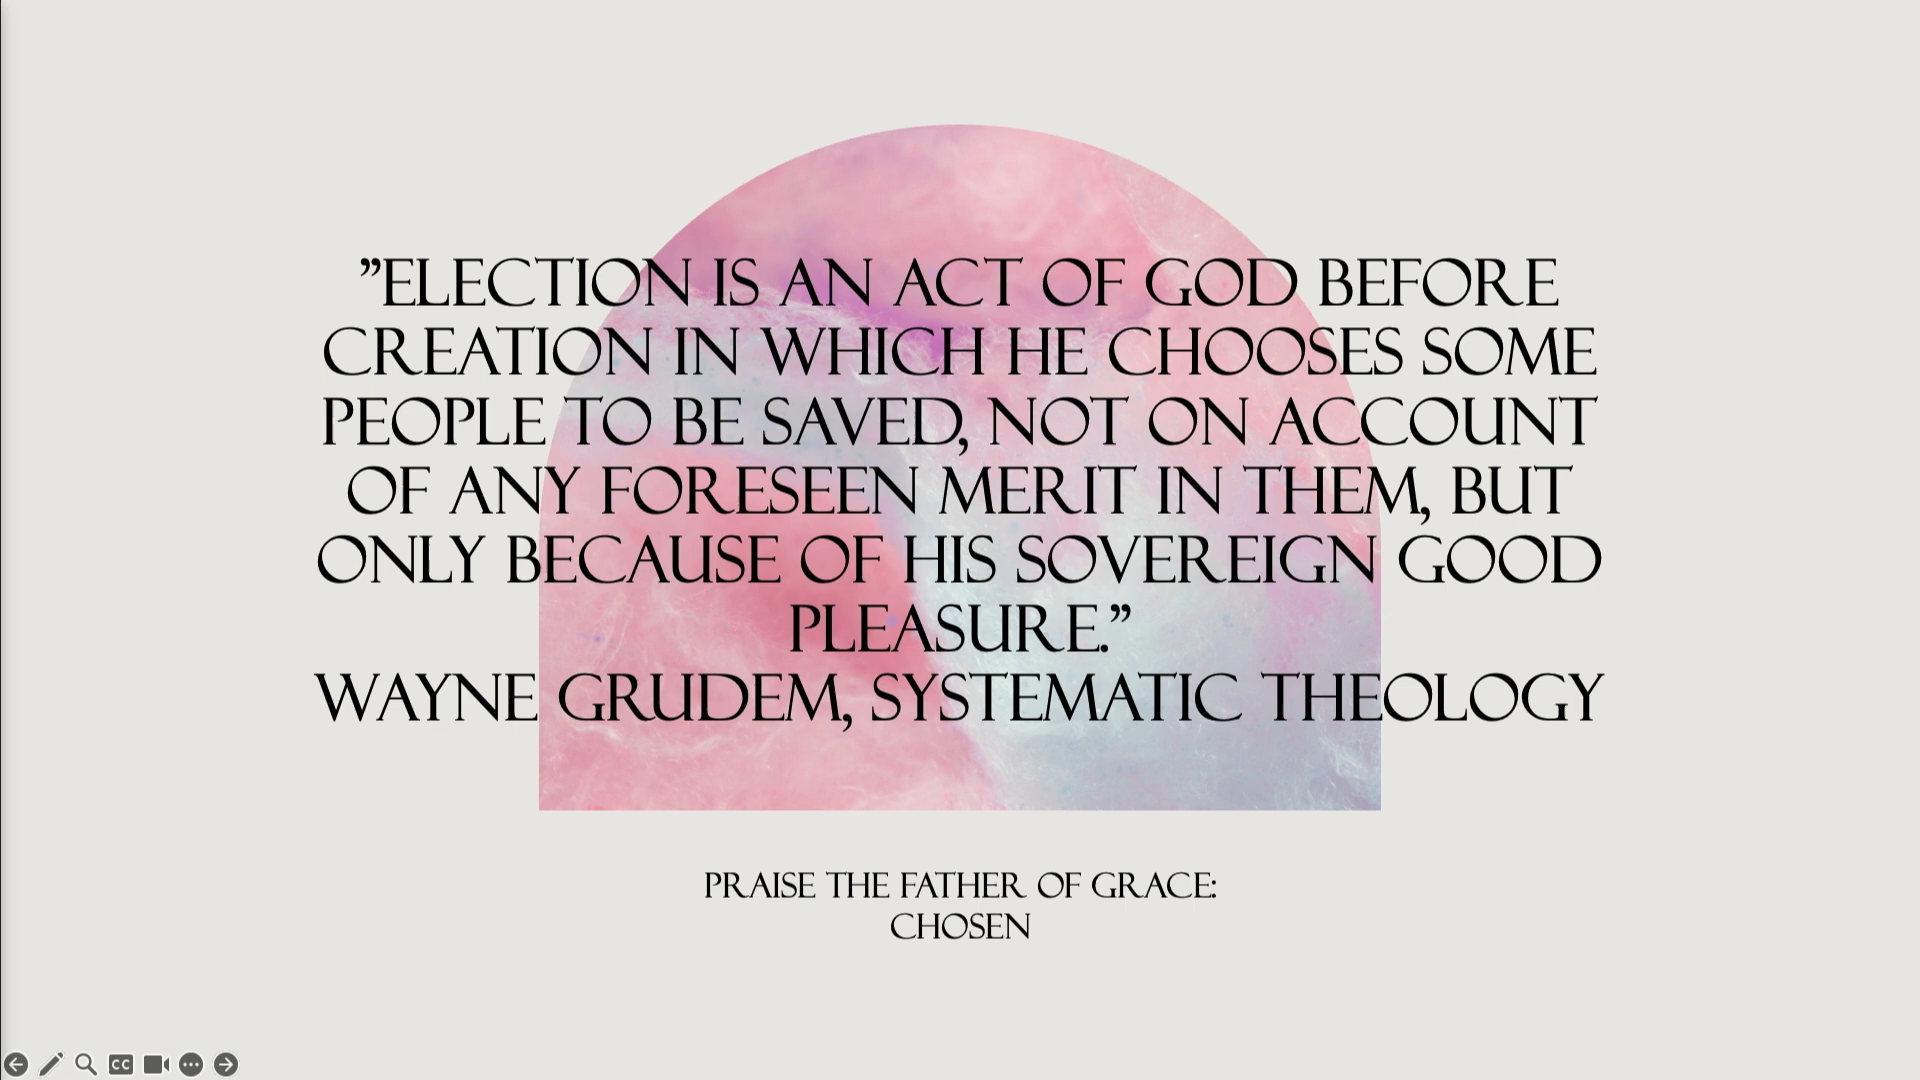 ”ELECTION IS AN ACT OF GOD BEFORE
CREATION IN WHICH HE CHOOSES SOME
PEOPLE TO BE SAVED, NOT ON ACCOUNT
OF ANY FORESEEN MERIT IN THEM, BUT
ONLY BECAUSE OF HIS SOVEREIGN GOOD
PLEASURE.”
WAYNE GRUDEM, SYSTEMATIC THEOLOGY
PRAISE THE FATHER OF GRACE:
CHOSEN
CC